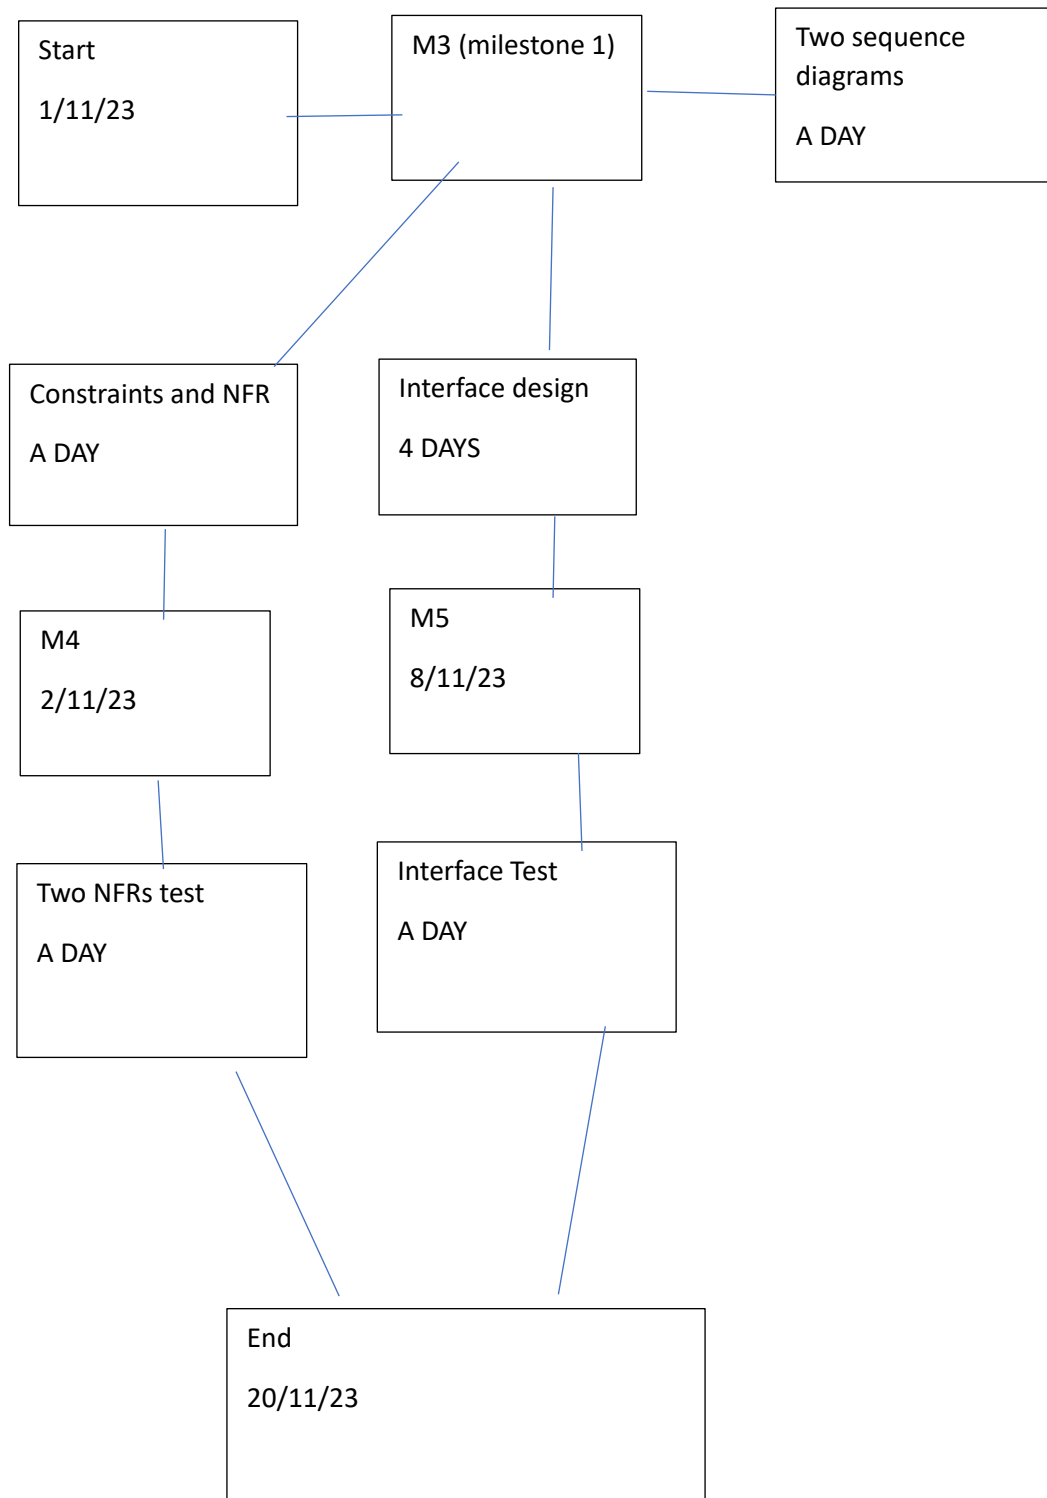 Start
1/11/23
M3 (milestone 1)
Two sequence
diagrams
A DAY
Constraints and NFR
A DAY
Interface design
4 DAYS
M4
2/11/23
M5
8/11/23
Two NFRs test
A DAY
Interface Test
A DAY
End
20/11/23